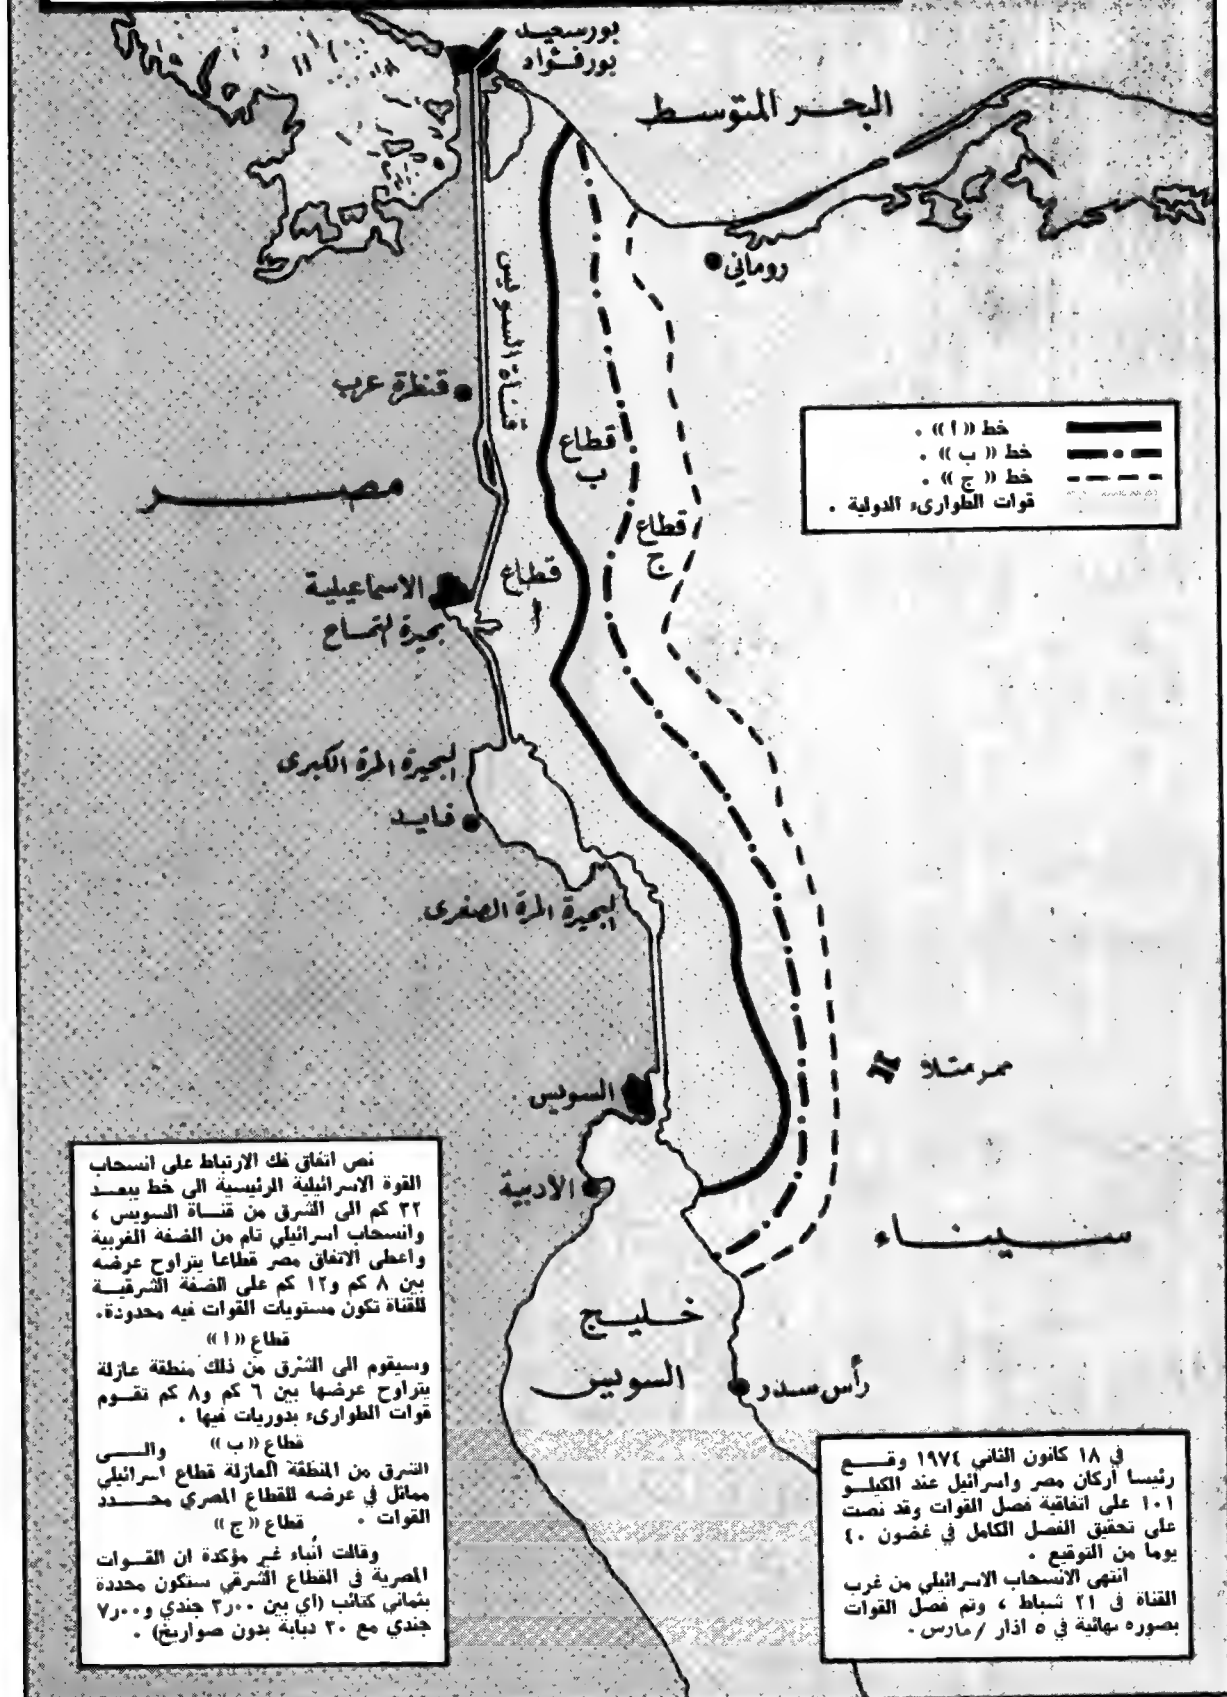 بورسعيد
بورفؤاد
البحر المتوسط
روماني
قناة السويس
قنطرة عرب
مصر
قطاع
ب
قطاع
ج
قطاع
أ
خط «أ» .
خط «ب» .
خط «ج» .
قوات الطوارىء الدولية .
الاسماعيلية
بحيرة التمساح
البحيرة المرة الكبرى
فايد
البحيرة المرة الصغرى
ممر متلا
السويس
الأدبية
سيناء
خليج
السويس
رأس سدر
نص اتفاق فك الارتباط على انسحاب
القوة الاسرائيلية الرئيسية الى خط يبعد
٣٢ كم الى الشرق من قناة السويس ،
وانسحاب اسرائيلي تام من الضفة الغربية
واعطى الاتفاق مصر قطاعا يتراوح عرضه
بين ٨ كم و١٢ كم على الضفة الشرقية
للقناة تكون مستويات القوات فيه محدودة.
قطاع «ا»
وسيقوم الى الشرق من ذلك منطقة عازلة
يتراوح عرضها بين ٦ كم و٨ كم تقوم
قوات الطوارىء بدوريات فيها .
قطاع «ب» والى
الشرق من المنطقة العازلة قطاع اسرائيلي
مماثل في عرضه للقطاع المصري محدد
القوات . قطاع «ج»
وقالت أنباء غير مؤكدة ان القوات
المصرية في القطاع الشرقي ستكون محددة
بثماني كتائب (اي بين جندي و
جندي مع ٣٠ دبابة بدون صواريخ) .
في ١٨ كانون الثاني ١٩٧٤ وقع
رئيسا أركان مصر واسرائيل عند الكيلو
١٠١ على اتفاقية فصل القوات وقد نصت
على تحقيق الفصل الكامل في غضون ٤٠
يوما من التوقيع .
انتهى الانسحاب الاسرائيلي من غرب
القناة في ٢١ شباط ، وتم فصل القوات
بصوره نهائية في ٥ اذار / مارس .